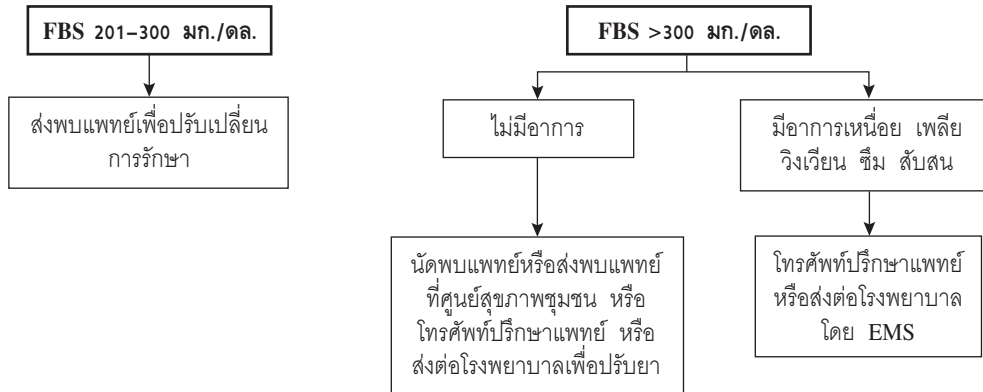 FBS 201–300 มก./ดล.
ส่งพบแพทย์เพื่อปรับเปลี่ยน
การรักษา
FBS >300 มก./ดล.
ไม่มีอาการ
นัดพบแพทย์หรือส่งพบแพทย์
ที่ศูนย์สุขภาพชุมชน หรือ
โทรศัพท์ปรึกษาแพทย์ หรือ
ส่งต่อโรงพยาบาลเพื่อปรับยา
มีอาการเหนื่อย เพลีย
วิงเวียน ซึม สับสน
โทรศัพท์ปรึกษาแพทย์
หรือส่งต่อโรงพยาบาล
โดย EMS